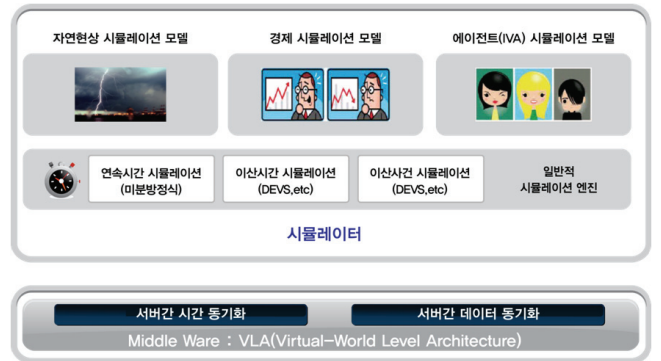 자연현상 시뮬레이션 모델
경제 시뮬레이션 모델
에이전트(IVA) 시뮬레이션 모델
연속시간 시뮬레이션
(미분방정식)
이산시간 시뮬레이션
(DEVS,etc)
이산사건 시뮬레이션
(DEVS,etc)
일반적
시뮬레이션 엔진
시뮬레이터
서버간 시간 동기화
서버간 데이터 동기화
Middle Ware : VLA(Virtual-World Level Architecture)